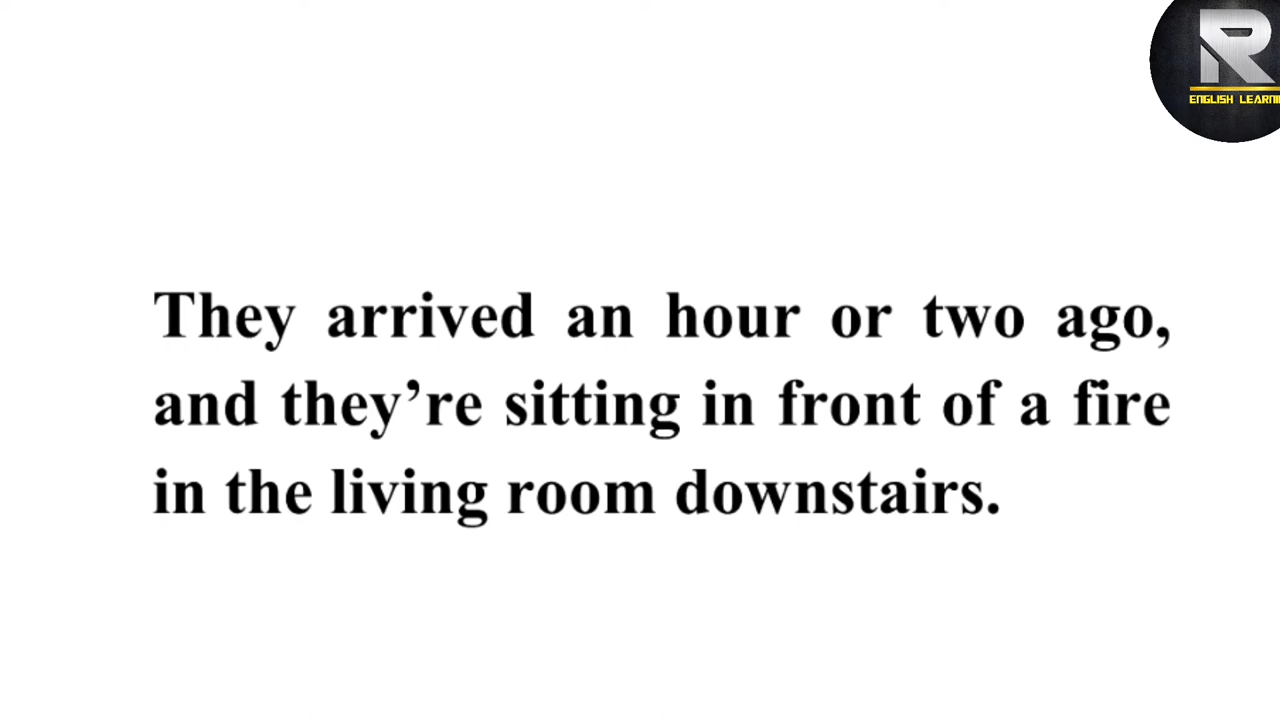 R
ENGLISH
They arrived an hour or two ago,
and they’re sitting in front of a fire
in the living room downstairs.